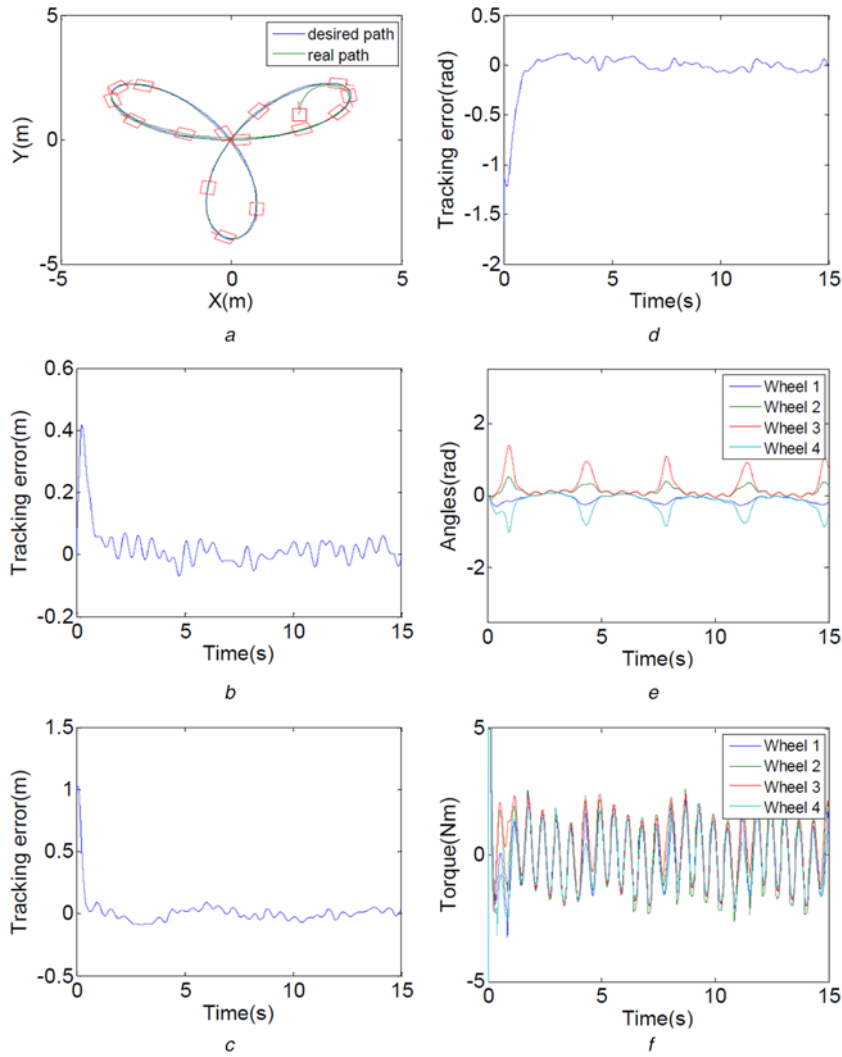 5
desired path
real path
Y(m)
0
-5
-5
0
5
X(m)
a
0.5
0
-0.5
-1
-1.5
-2
Tracking error(rad)
0
5
10
15
Time(s)
d
0.6
0.4
0.2
0
-0.2
Tracking error(m)
0
5
10
15
Time(s)
b
2
0
-2
Angles(rad)
Wheel 1
Wheel 2
Wheel 3
Wheel 4
0
5
10
15
Time(s)
e
1.5
1
0.5
0
-0.5
Tracking error(m)
0
5
10
15
Time(s)
c
5
0
-5
Torque(Nm)
Wheel 1
Wheel 2
Wheel 3
Wheel 4
0
5
10
15
Time(s)
f